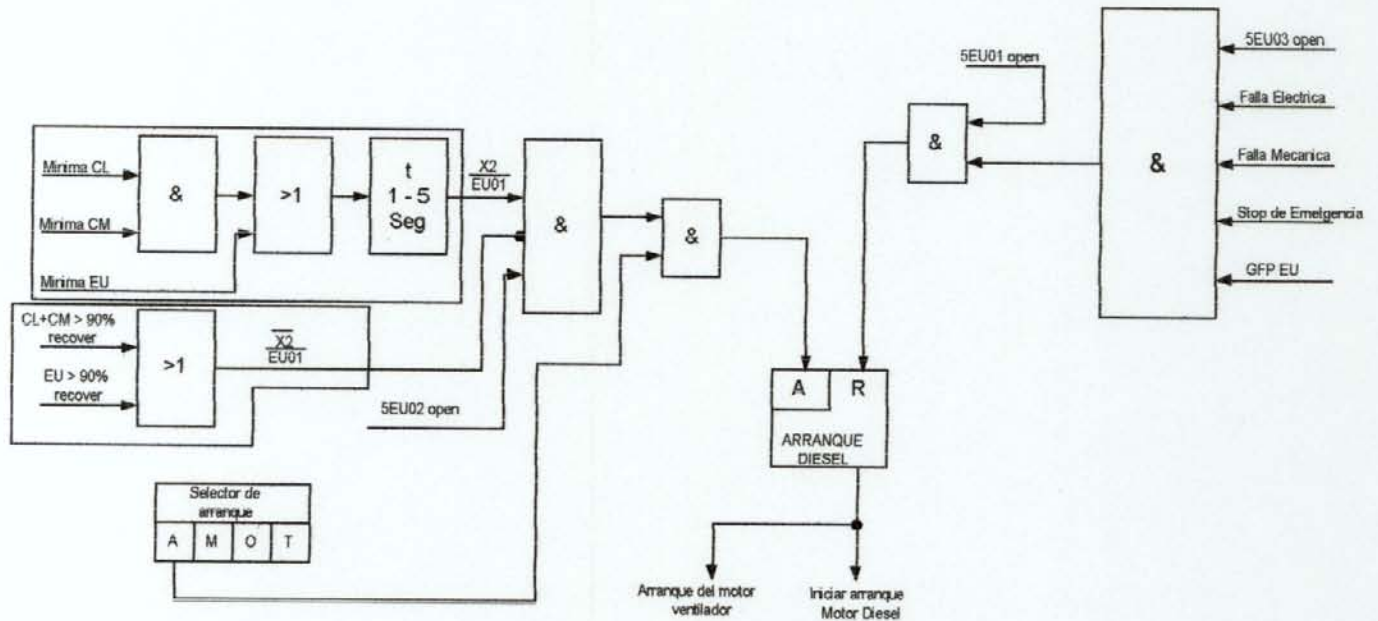 5EU03 open
5EU01 open
Falla Electrica
Minima CL
&
>1
t
1 - 5
Seg
X2
EU01
&
&
&
&
Falla Mecanica
Minima CM
Stop de Emelgencia
Minima EU
GFP EU
CL+CM > 90%
recover
>1
X2
EU01
EU > 90%
recover
5EU02 open
A R
ARRANQUE
DIESEL
Selector de
arranque
A M O T
Arranque del motor
ventilador
Iniciar arranque
Motor Diesel